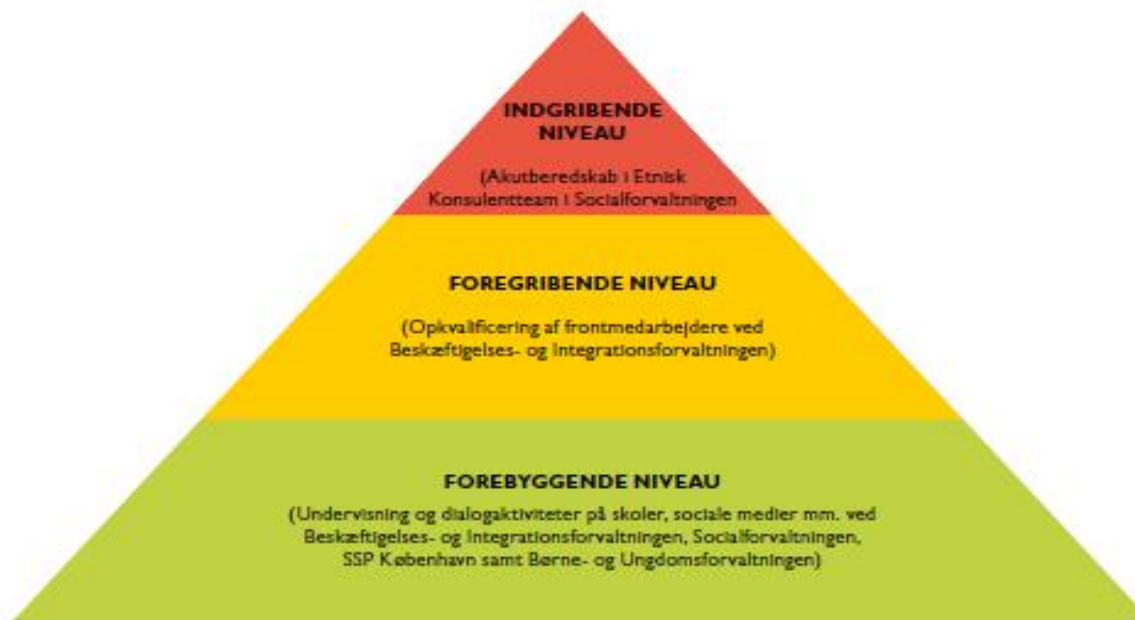 INDGRIBENDE
NIVEAU
(Akutberedskab i Etnisk
Konsulentteam i Socialforvaltningen
FOREGRIBENDE NIVEAU
(Opkvalificering af frontmedarbejdere ved
Beskæftigelses- og Integrationsforvaltningen)
FOREBYGGENDE NIVEAU
(Undervisning og dialogaktiviteter på skoler, sociale medier mm. ved
Beskæftigelses- og Integrationsforvaltningen, Socialforvaltningen,
SSP København samt Børne- og Ungdomsforvaltningen)